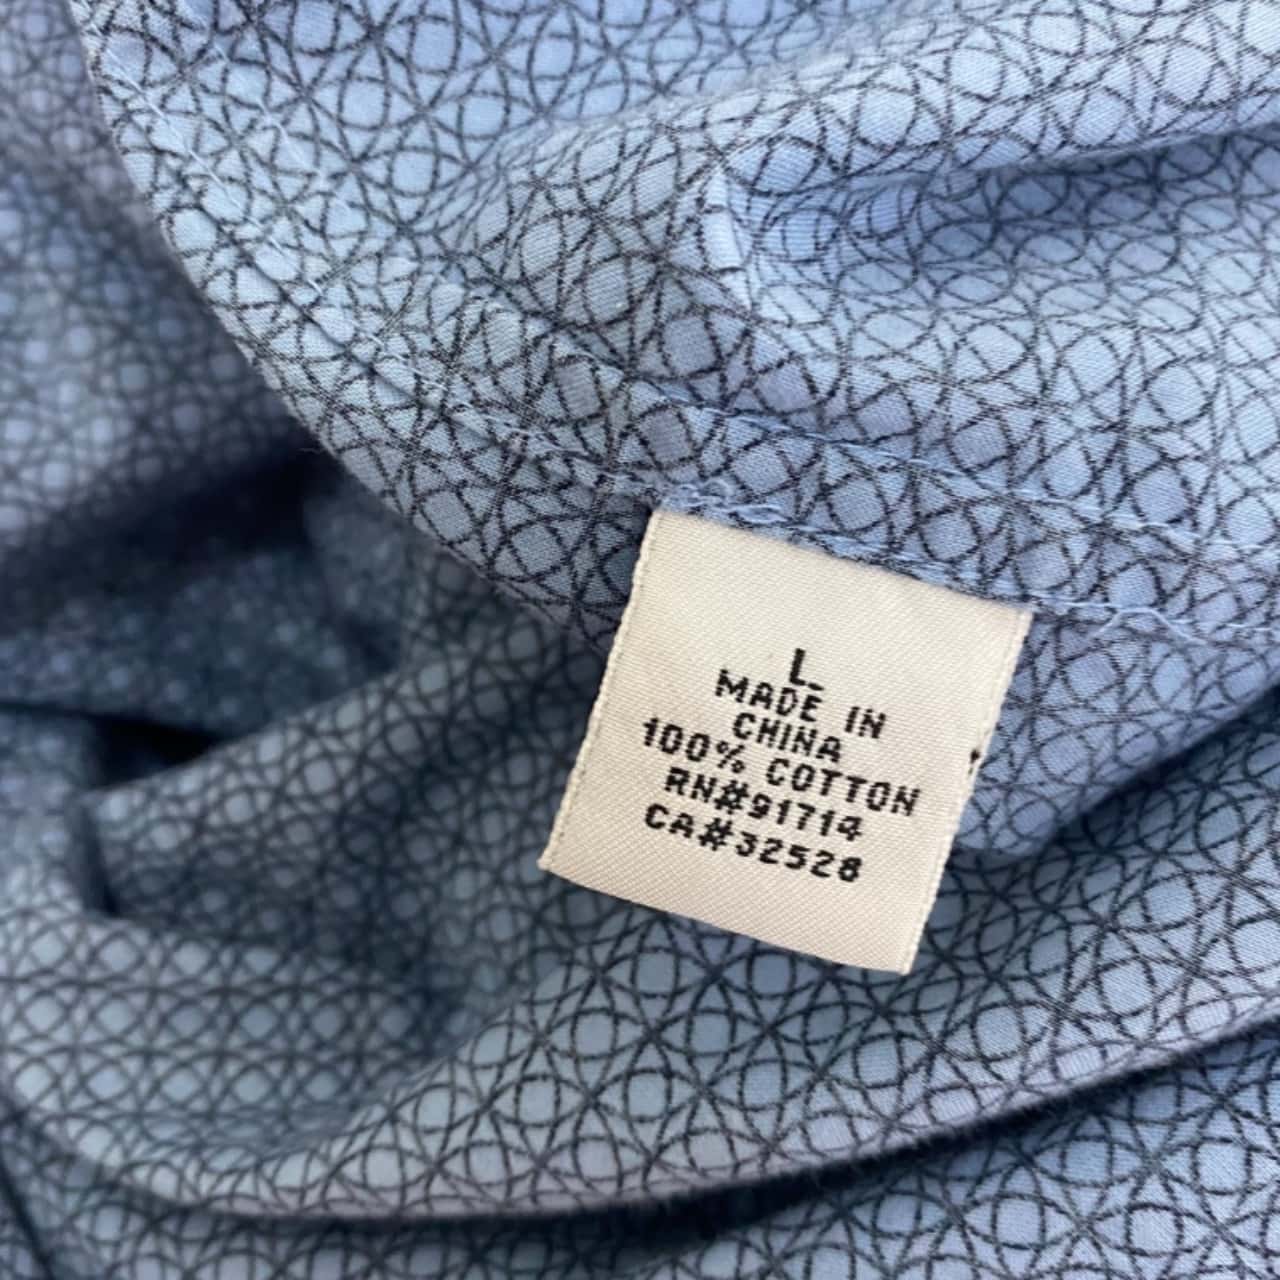 L
MADE IN
CHINA
100% COTTON
RN#91714
CA#32528